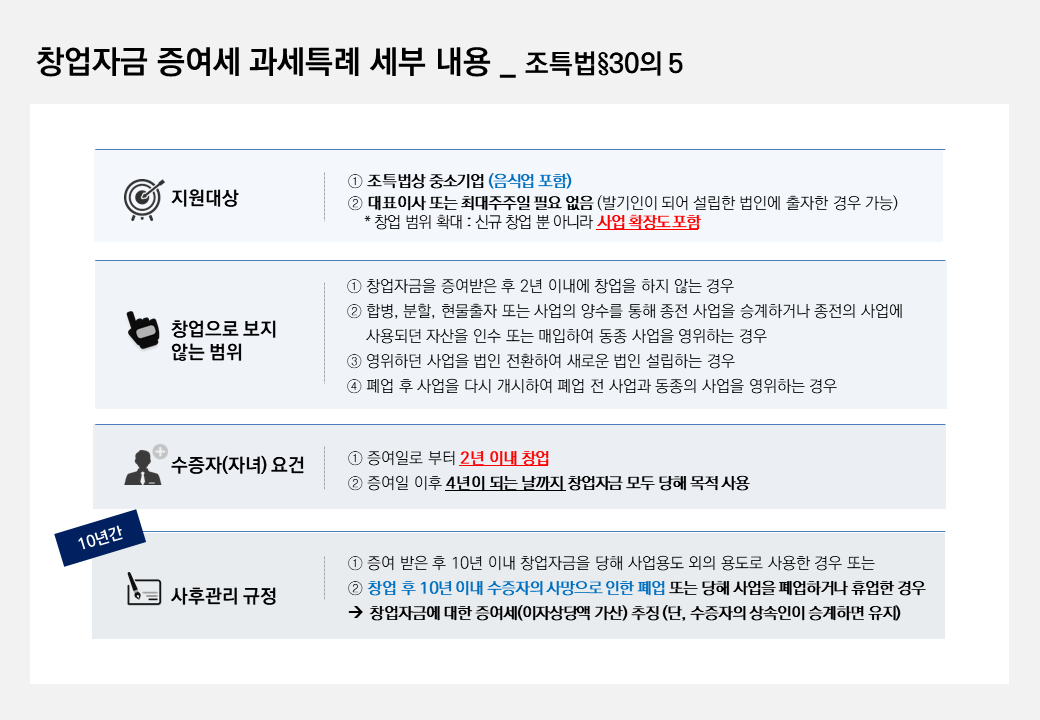 창업자금 증여세 과세특례 세부 내용 _ 조특법§30의 5
지원대상
① 조특법상 중소기업 (음식업 포함)
② 대표이사 또는 최대주주일 필요 없음 (발기인이 되어 설립한 법인에 출자한 경우 가능)
* 창업 범위 확대 : 신규 창업 뿐 아니라 사업 확장도 포함
창업으로 보지
않는 범위
① 창업자금을 증여받은 후 2년 이내에 창업을 하지 않는 경우
② 합병, 분할, 현물출자 또는 사업의 양수를 통해 종전 사업을 승계하거나 종전의 사업에
사용되던 자산을 인수 또는 매입하여 동종 사업을 영위하는 경우
③ 영위하던 사업을 법인 전환하여 새로운 법인 설립하는 경우
④ 폐업 후 사업을 다시 개시하여 폐업 전 사업과 동종의 사업을 영위하는 경우
수증자(자녀) 요건
① 증여일로 부터 2년 이내 창업
② 증여일 이후 4년이 되는 날까지 창업자금 모두 당해 목적 사용
10년간
사후관리 규정
① 증여 받은 후 10년 이내 창업자금을 당해 사업용도 외의 용도로 사용한 경우 또는
② 창업 후 10년 이내 수증자의 사망으로 인한 폐업 또는 당해 사업을 폐업하거나 휴업한 경우
→ 창업자금에 대한 증여세(이자상당액 가산) 추징 (단, 수증자의 상속인이 승계하면 유지)